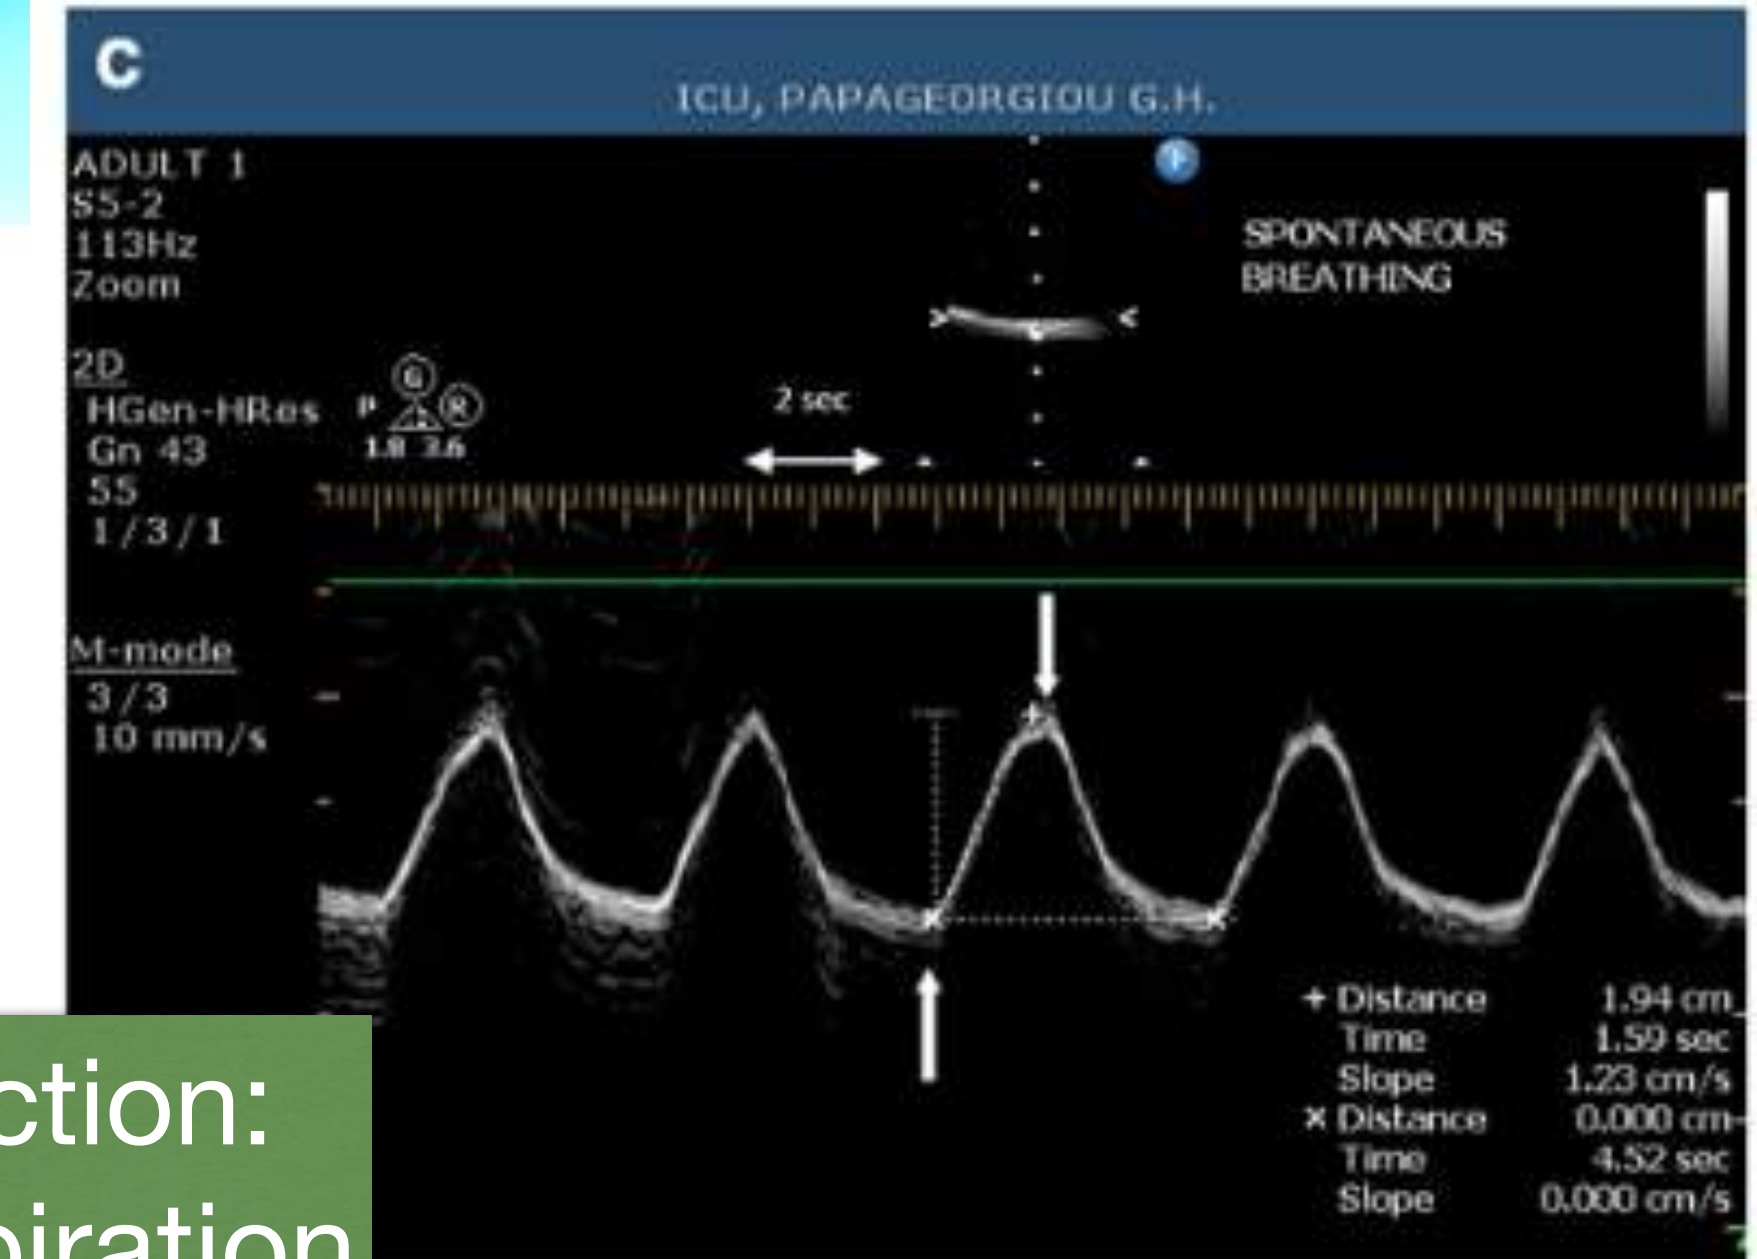 C
ICU, PAPAGEORGIOU G.H.
ADULT 1
S5-2
113Hz
Zoom
SPONTANEOUS
BREATHING
2D
HGen-HRes
Gn 43
S5
1/3/1
G
P R
1.8 3.6
2 sec
M-mode
3/3
10 mm/s
+ Distance 1.94 cm
Time 1.59 sec
Slope 1.23 cm/s
x Distance 0.000 cm
Time 4.52 sec
Slope 0.000 cm/s
ction:
piration